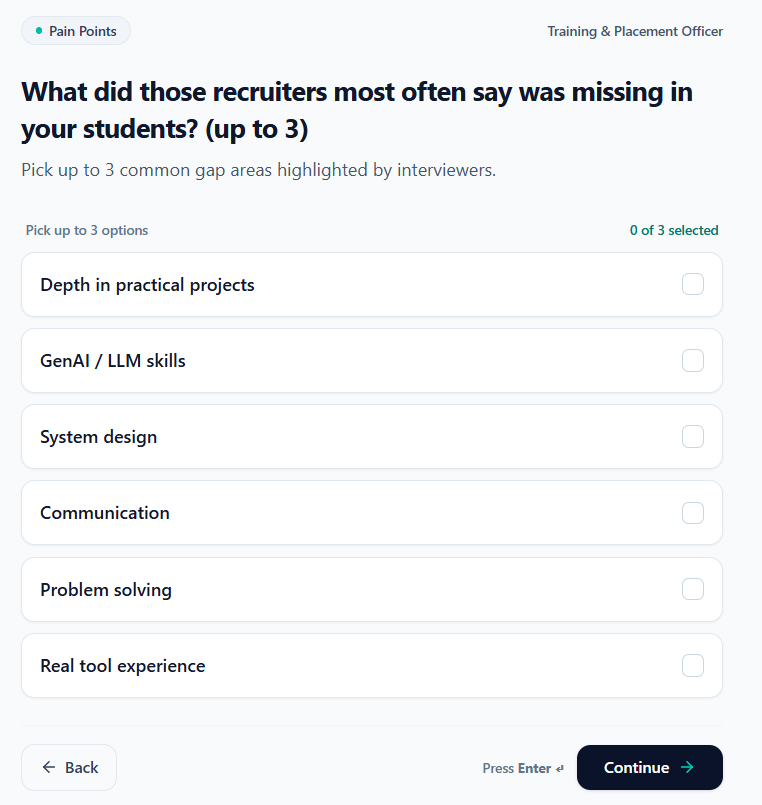 Pain Points
Training & Placement Officer
What did those recruiters most often say was missing in
your students? (up to 3)
Pick up to 3 common gap areas highlighted by interviewers.
Pick up to 3 options
0 of 3 selected
Depth in practical projects
GenAI / LLM skills
System design
Communication
Problem solving
Real tool experience
← Back
Press Enter ↵
Continue →